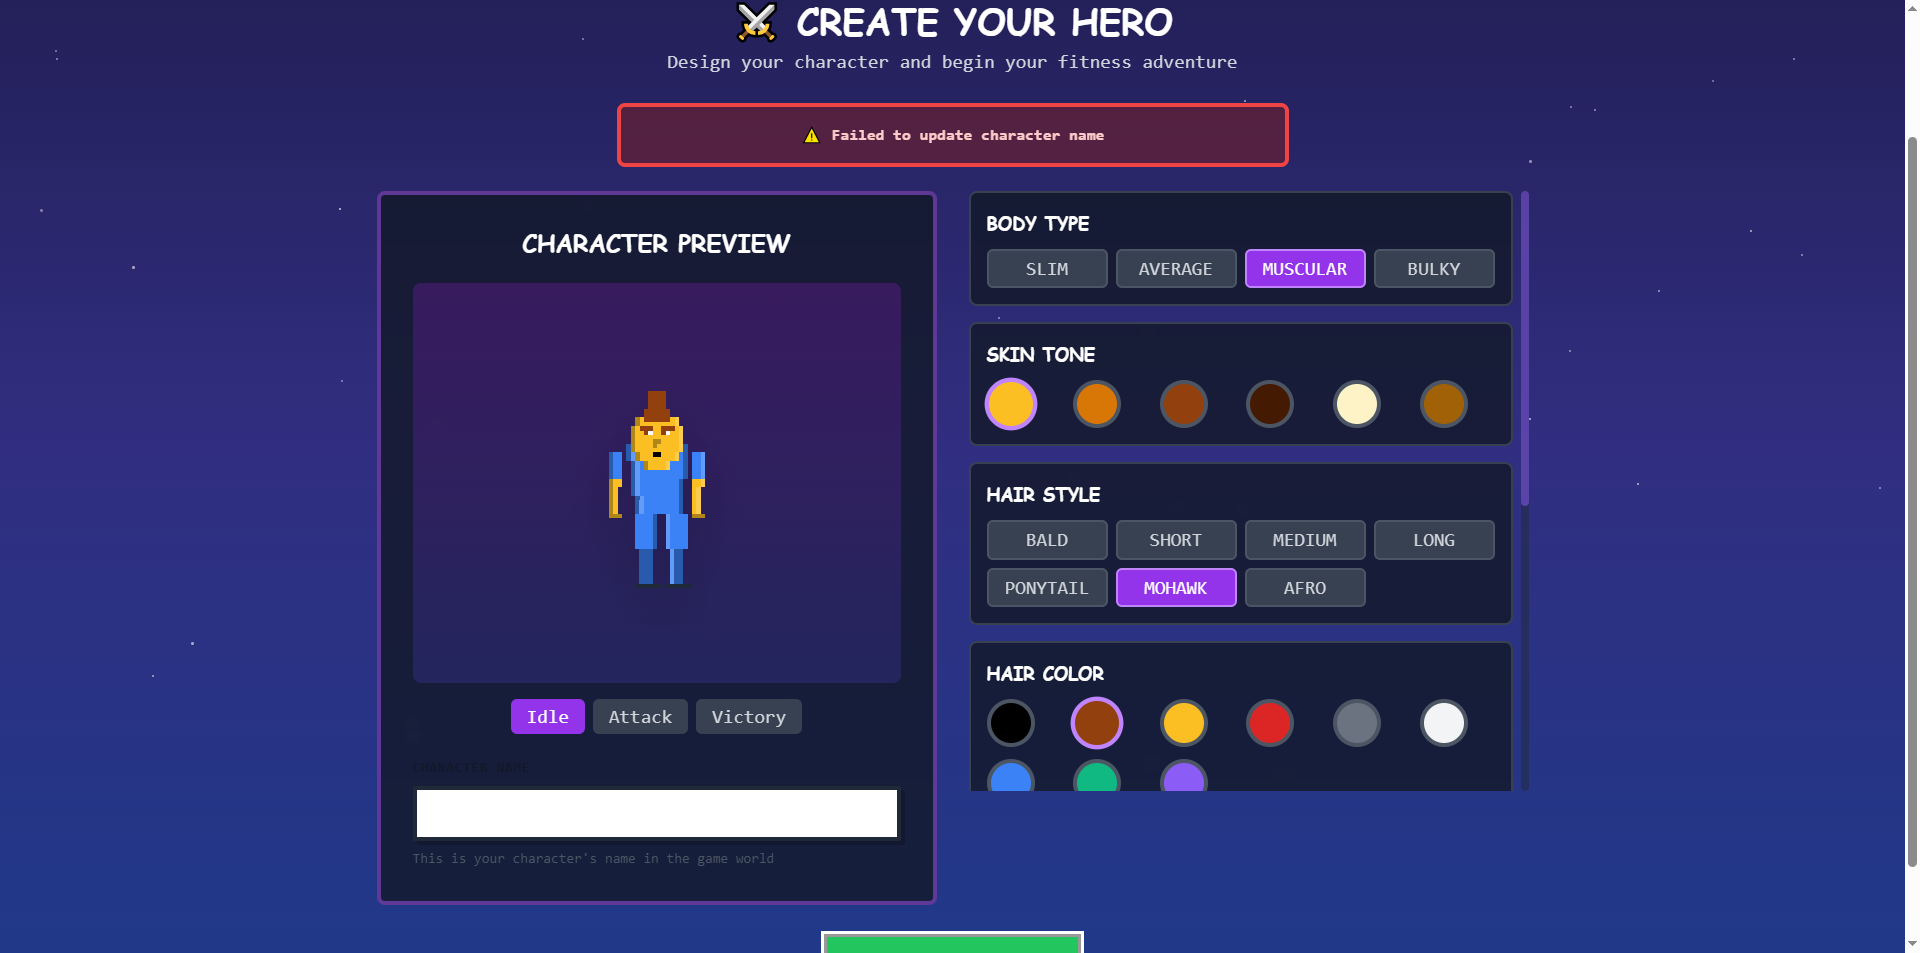 CREATE YOUR HERO
Design your character and begin your fitness adventure
Failed to update character name
CHARACTER PREVIEW
Idle
Attack
Victory
CHARACTER NAME
This is your character's name in the game world
BODY TYPE
SLIM
AVERAGE
MUSCULAR
BULKY
SKIN TONE
HAIR STYLE
BALD
SHORT
MEDIUM
LONG
PONYTAIL
MOHAWK
AFRO
HAIR COLOR